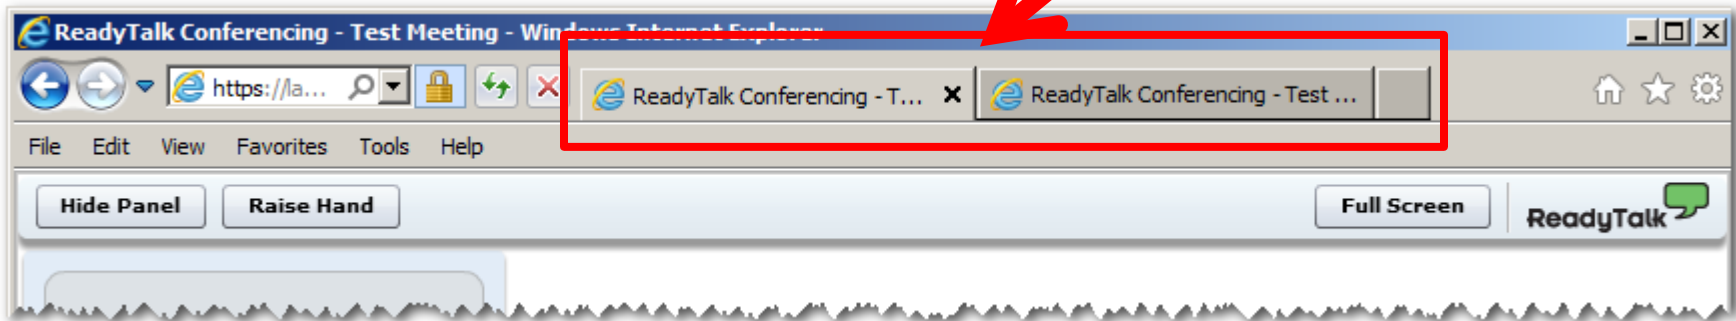 ReadyTalk Conferencing - Test Meeting - Windows Internet Explorer
https://la... ReadyTalk Conferencing - T... ReadyTalk Conferencing - Test ...
File Edit View Favorites Tools Help
Hide Panel Raise Hand Full Screen ReadyTalk